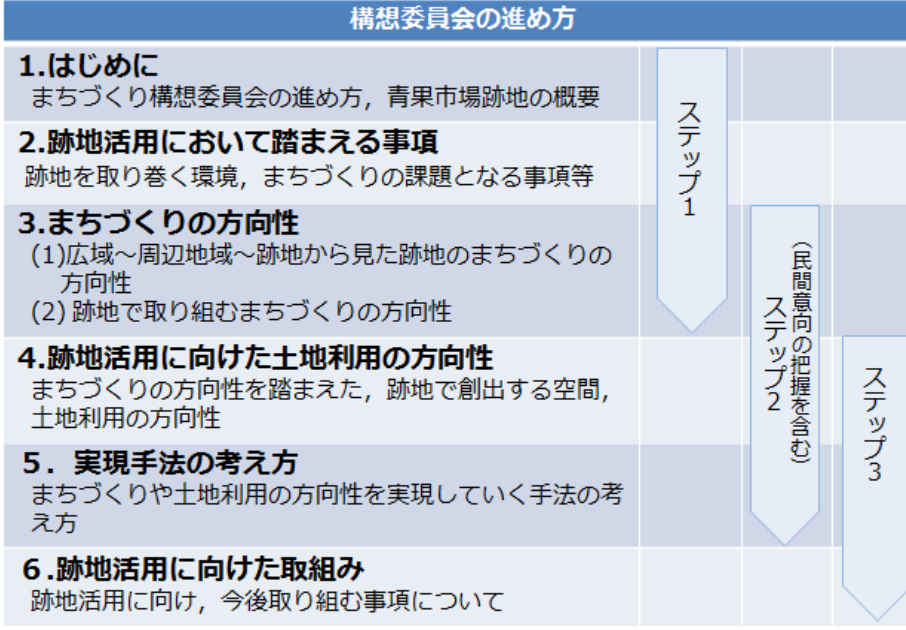 構想委員会の進め方
1.はじめに
まちづくり構想委員会の進め方，青果市場跡地の概要
2.跡地活用において踏まえる事項
跡地を取り巻く環境，まちづくりの課題となる事項等
3.まちづくりの方向性
(1)広域～周辺地域～跡地から見た跡地のまちづくりの
方向性
(2) 跡地で取り組むまちづくりの方向性
4.跡地活用に向けた土地利用の方向性
まちづくりの方向性を踏まえた，跡地で創出する空間，
土地利用の方向性
５．実現手法の考え方
まちづくりや土地利用の方向性を実現していく手法の考
え方
６.跡地活用に向けた取組み
跡地活用に向け，今後取り組む事項について
ステップ1
ステップ2
（民間意向の把握を含む）
ステップ3